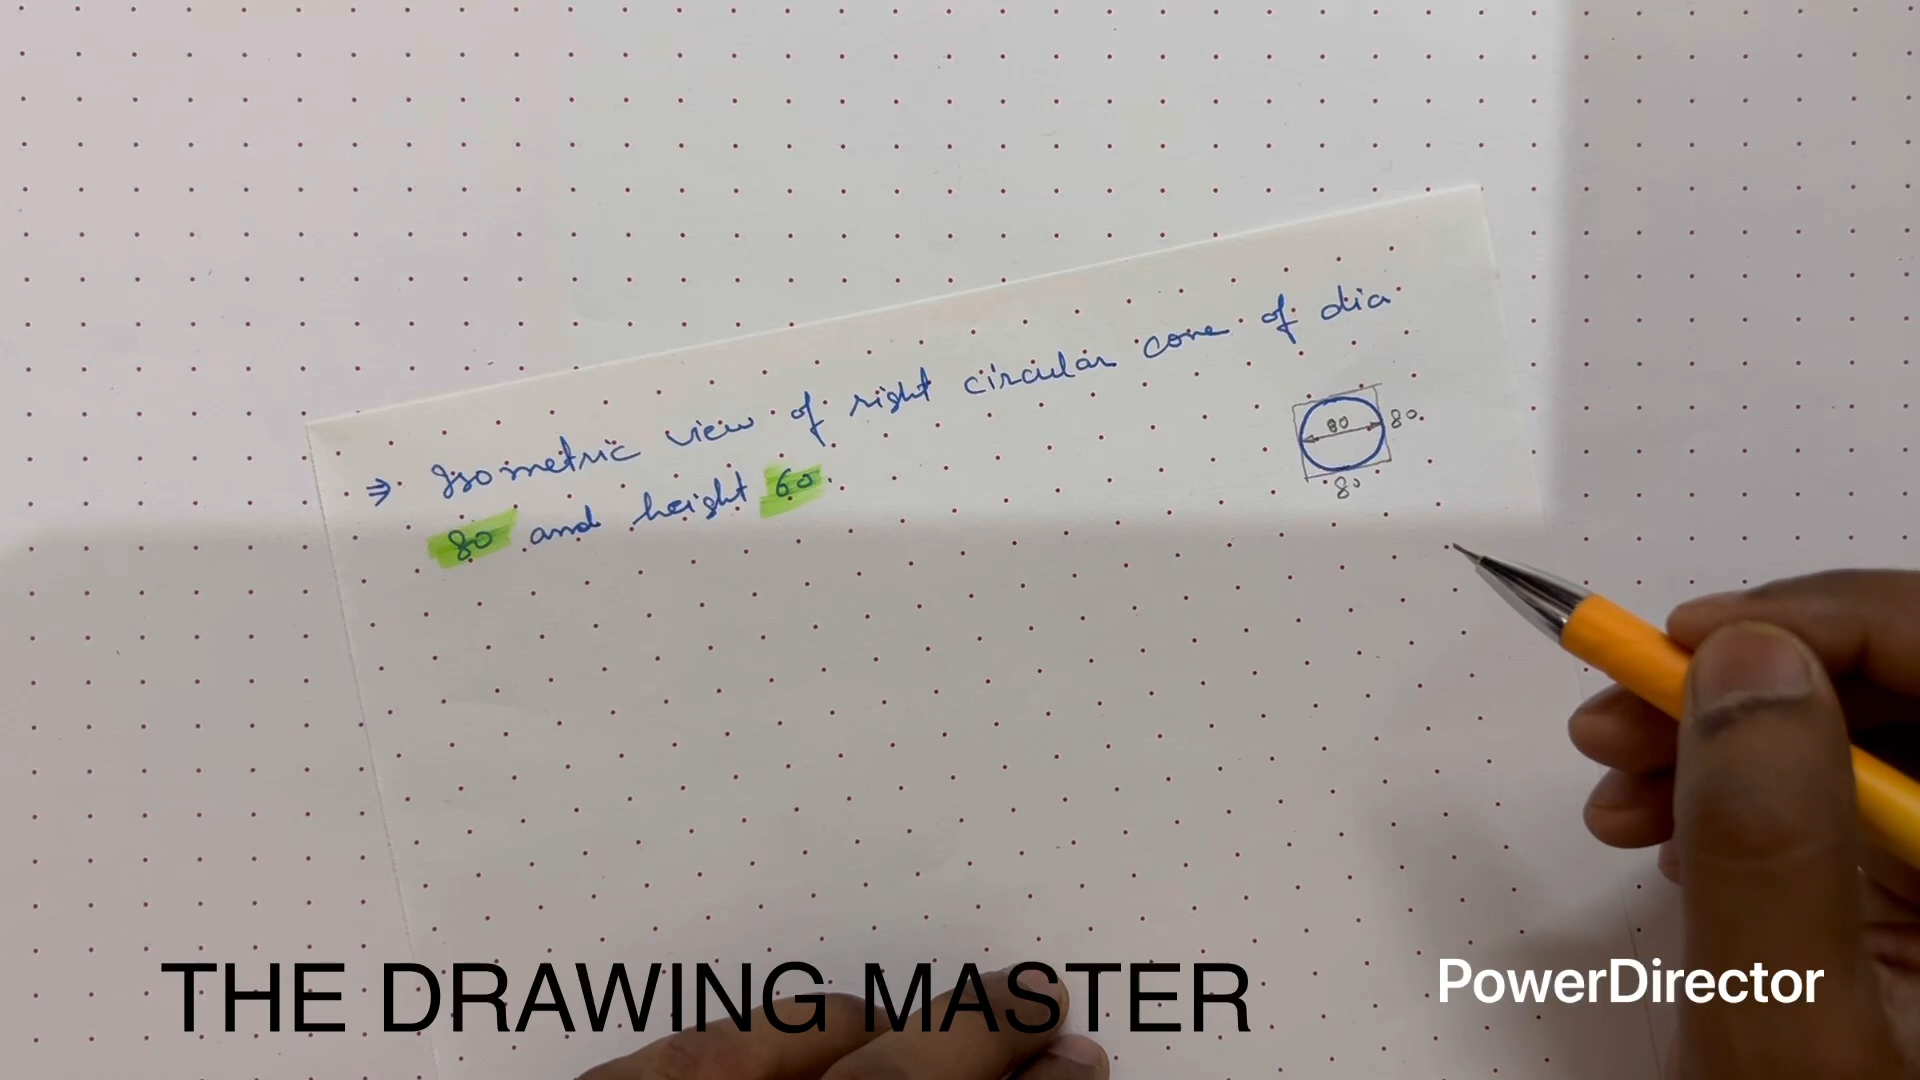 ⇒ Isometric view of right circular cone of dia
80 and height 60.
80
80
80
THE DRAWING MASTER
PowerDirector